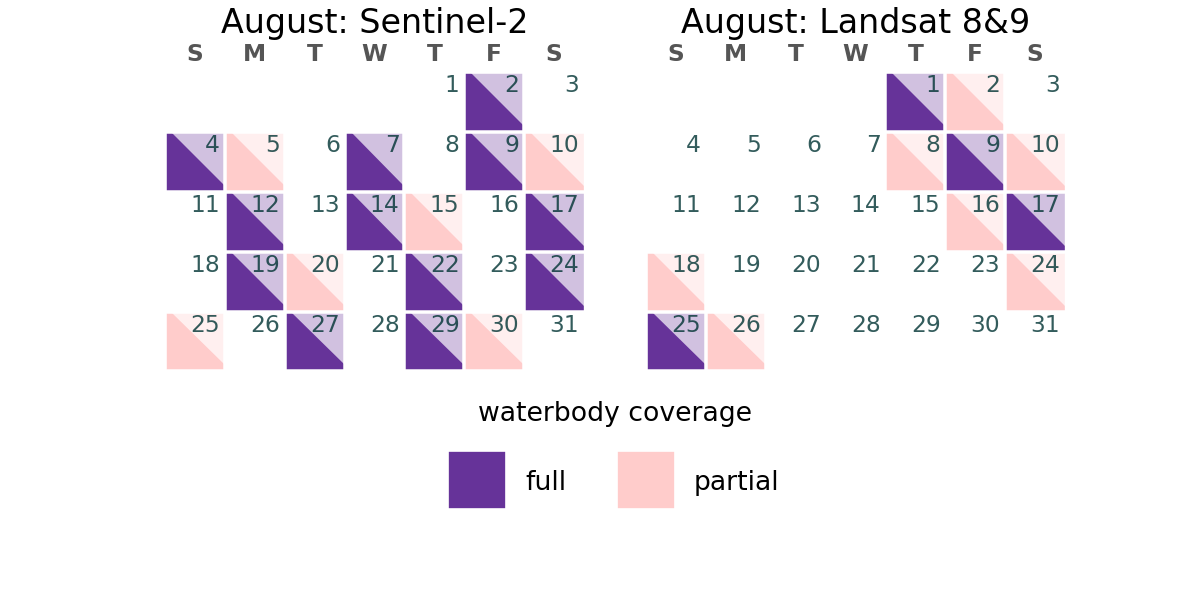 August: Sentinel-2
S M T W T F S
1 2 3
4 5 6 7 8 9 10
11 12 13 14 15 16 17
18 19 20 21 22 23 24
25 26 27 28 29 30 31
August: Landsat 8&9
S M T W T F S
1 2 3
4 5 6 7 8 9 10
11 12 13 14 15 16 17
18 19 20 21 22 23 24
25 26 27 28 29 30 31
waterbody coverage
full
partial